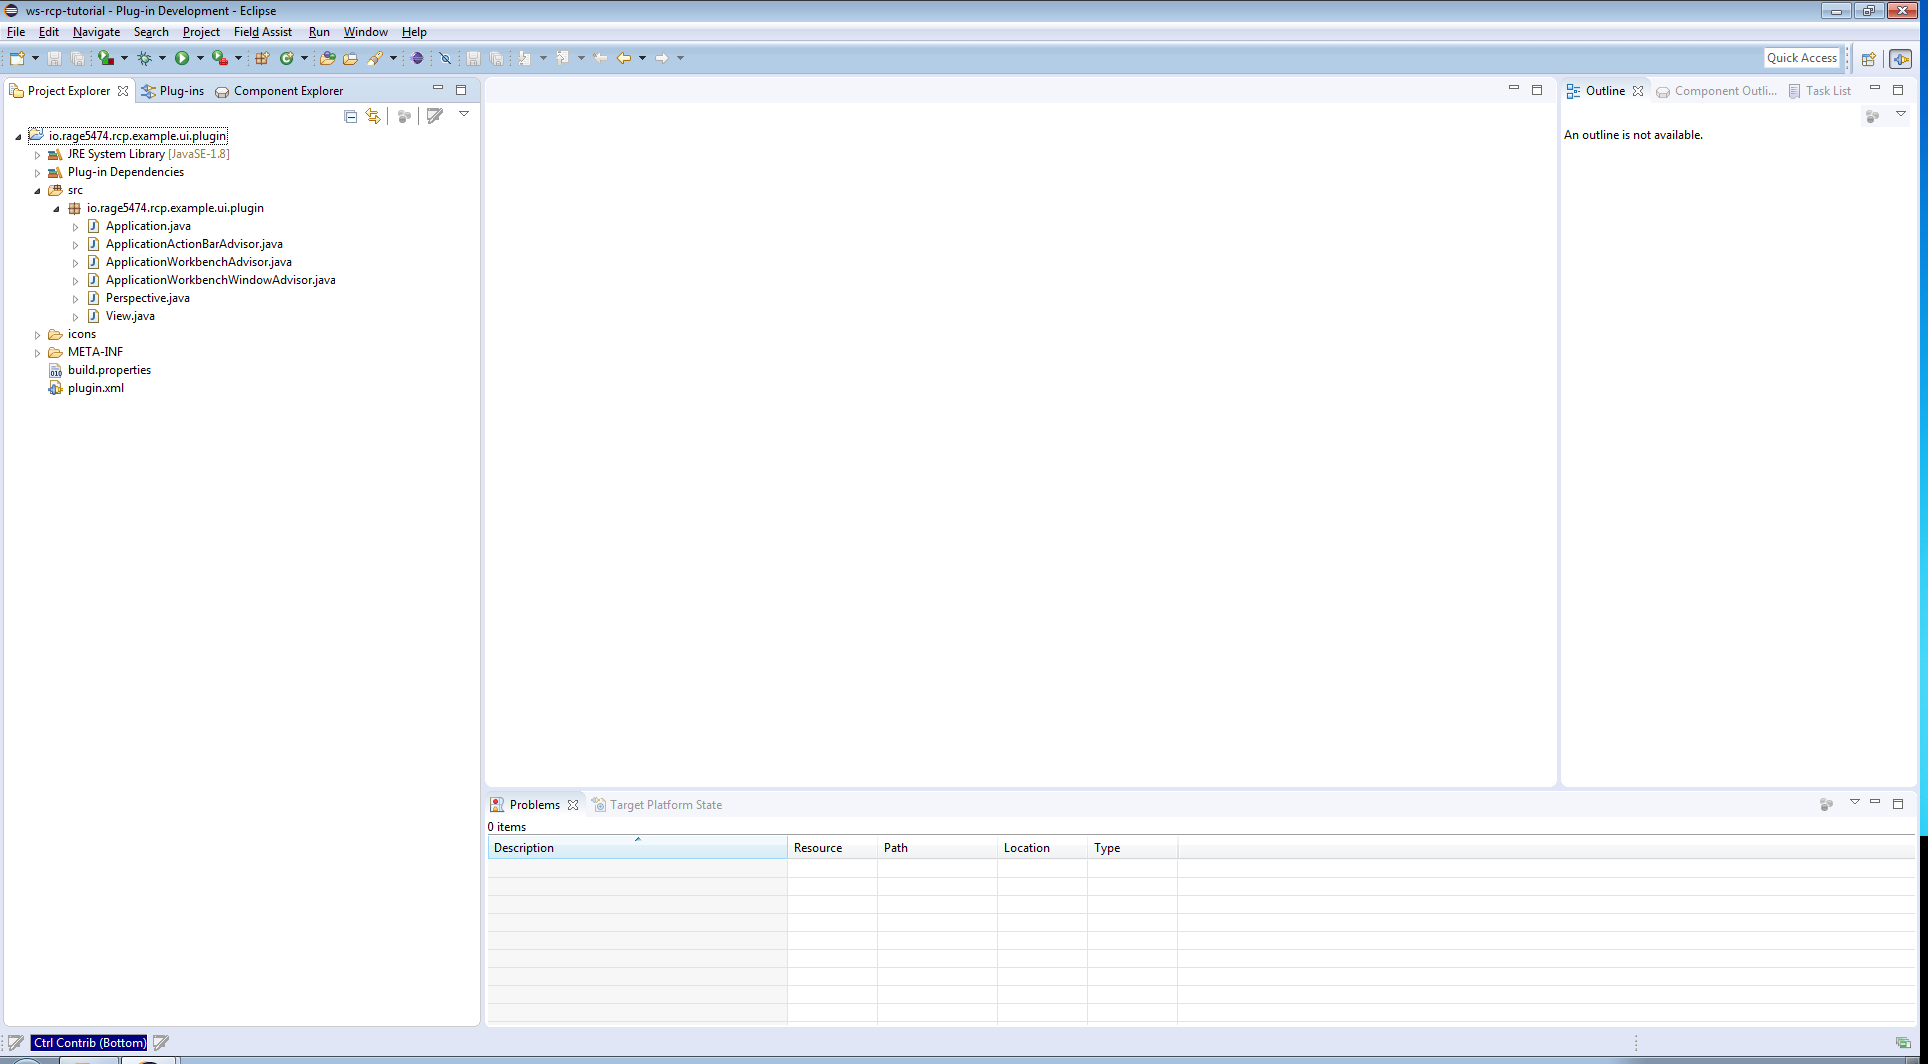 ws-rcp-tutorial - Plug-in Development - Eclipse
File Edit Navigate Search Project Field Assist Run Window Help
Quick Access
Project Explorer Plug-ins Component Explorer
io.rage5474.rcp.example.ui.plugin
JRE System Library [JavaSE-1.8]
Plug-in Dependencies
src
io.rage5474.rcp.example.ui.plugin
Application.java
ApplicationActionBarAdvisor.java
ApplicationWorkbenchAdvisor.java
ApplicationWorkbenchWindowAdvisor.java
Perspective.java
View.java
icons
META-INF
build.properties
plugin.xml
Outline Component Outli... Task List
An outline is not available.
Problems Target Platform State
0 items
Description Resource Path Location Type
Ctrl Contrib (Bottom)